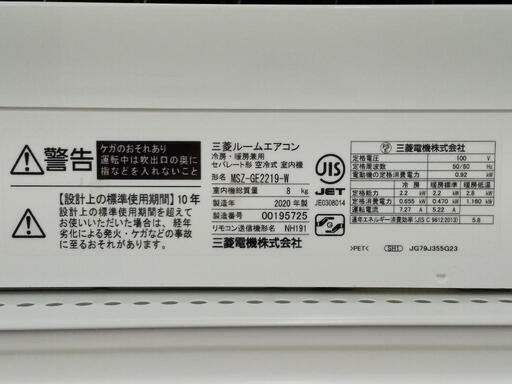 警告
ケガのおそれあり
運転中は吹出口の奥に
指などを入れないこと
【設計上の標準使用期間】10年
設計上の標準使用期間を超えて
お使いいただいた場合は、経年
劣化による発火・ケガなどの事故
に至るおそれがあります。
三菱ルームエアコン
冷房・暖房兼用
セパレート形 空冷式 室内機
形名 MSZ-GE2219-W
室内機総質量 8 kg
製造年 2020年製
製造番号 00195725
リモコン送信機形名 NH191
三菱電機株式会社
JIS
JET
JE0308014
三菱電機株式会社
定格電圧 100 V
定格周波数 50/60 Hz
電動機の定格消費電力 0.92 kW
冷房 暖房標準 暖房低温
定格能力 2.2 kW 2.2 kW 2.8 kW
定格消費電力 0.655 kW 0.470 kW 1.160 kW
運転電流 7.27 A 5.22 A
通年エネルギー消費効率(JIS C 9612:2013) 5.8
>PET< SH1 JG79J355G23